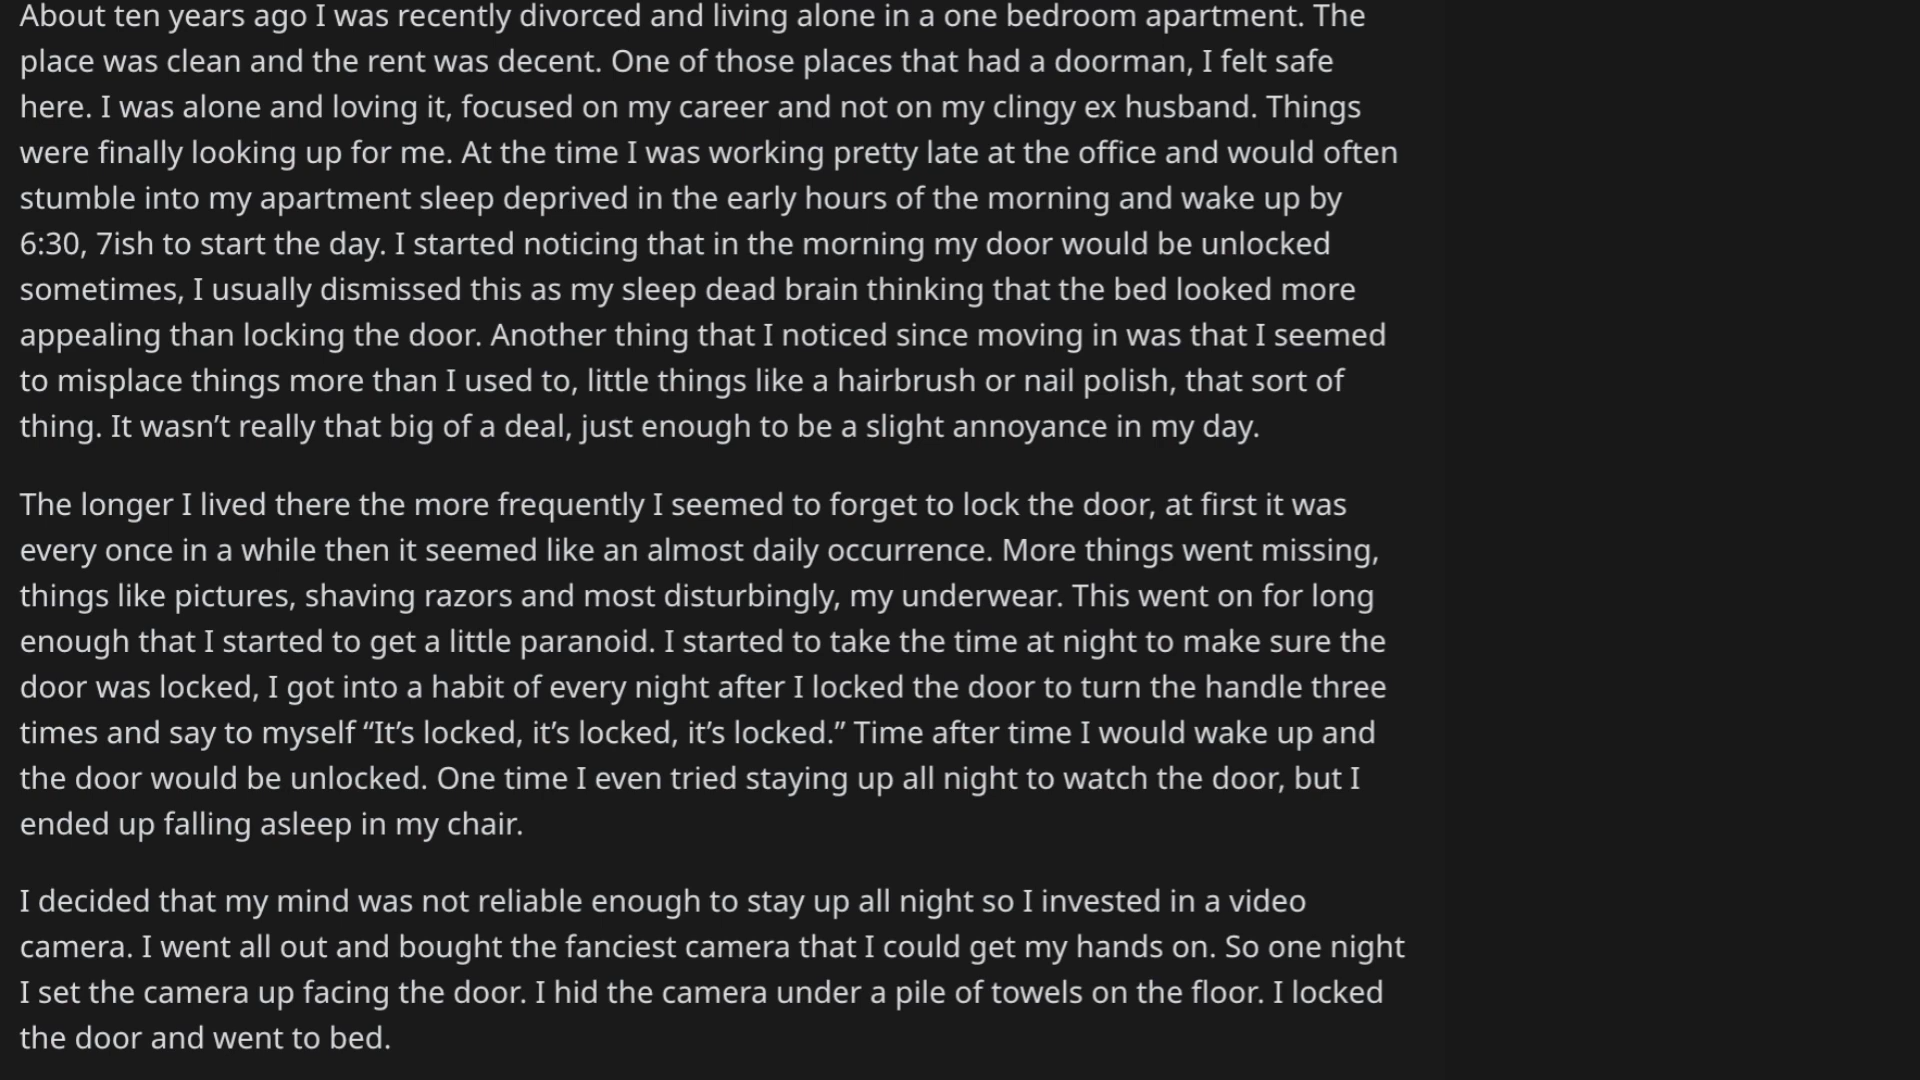 About ten years ago I was recently divorced and living alone in a one bedroom apartment. The
place was clean and the rent was decent. One of those places that had a doorman, I felt safe
here. I was alone and loving it, focused on my career and not on my clingy ex husband. Things
were finally looking up for me. At the time I was working pretty late at the office and would often
stumble into my apartment sleep deprived in the early hours of the morning and wake up by
6:30, 7ish to start the day. I started noticing that in the morning my door would be unlocked
sometimes, I usually dismissed this as my sleep dead brain thinking that the bed looked more
appealing than locking the door. Another thing that I noticed since moving in was that I seemed
to misplace things more than I used to, little things like a hairbrush or nail polish, that sort of
thing. It wasn’t really that big of a deal, just enough to be a slight annoyance in my day.
The longer I lived there the more frequently I seemed to forget to lock the door, at first it was
every once in a while then it seemed like an almost daily occurrence. More things went missing,
things like pictures, shaving razors and most disturbingly, my underwear. This went on for long
enough that I started to get a little paranoid. I started to take the time at night to make sure the
door was locked, I got into a habit of every night after I locked the door to turn the handle three
times and say to myself “It’s locked, it’s locked, it’s locked.” Time after time I would wake up and
the door would be unlocked. One time I even tried staying up all night to watch the door, but I
ended up falling asleep in my chair.
I decided that my mind was not reliable enough to stay up all night so I invested in a video
camera. I went all out and bought the fanciest camera that I could get my hands on. So one night
I set the camera up facing the door. I hid the camera under a pile of towels on the floor. I locked
the door and went to bed.